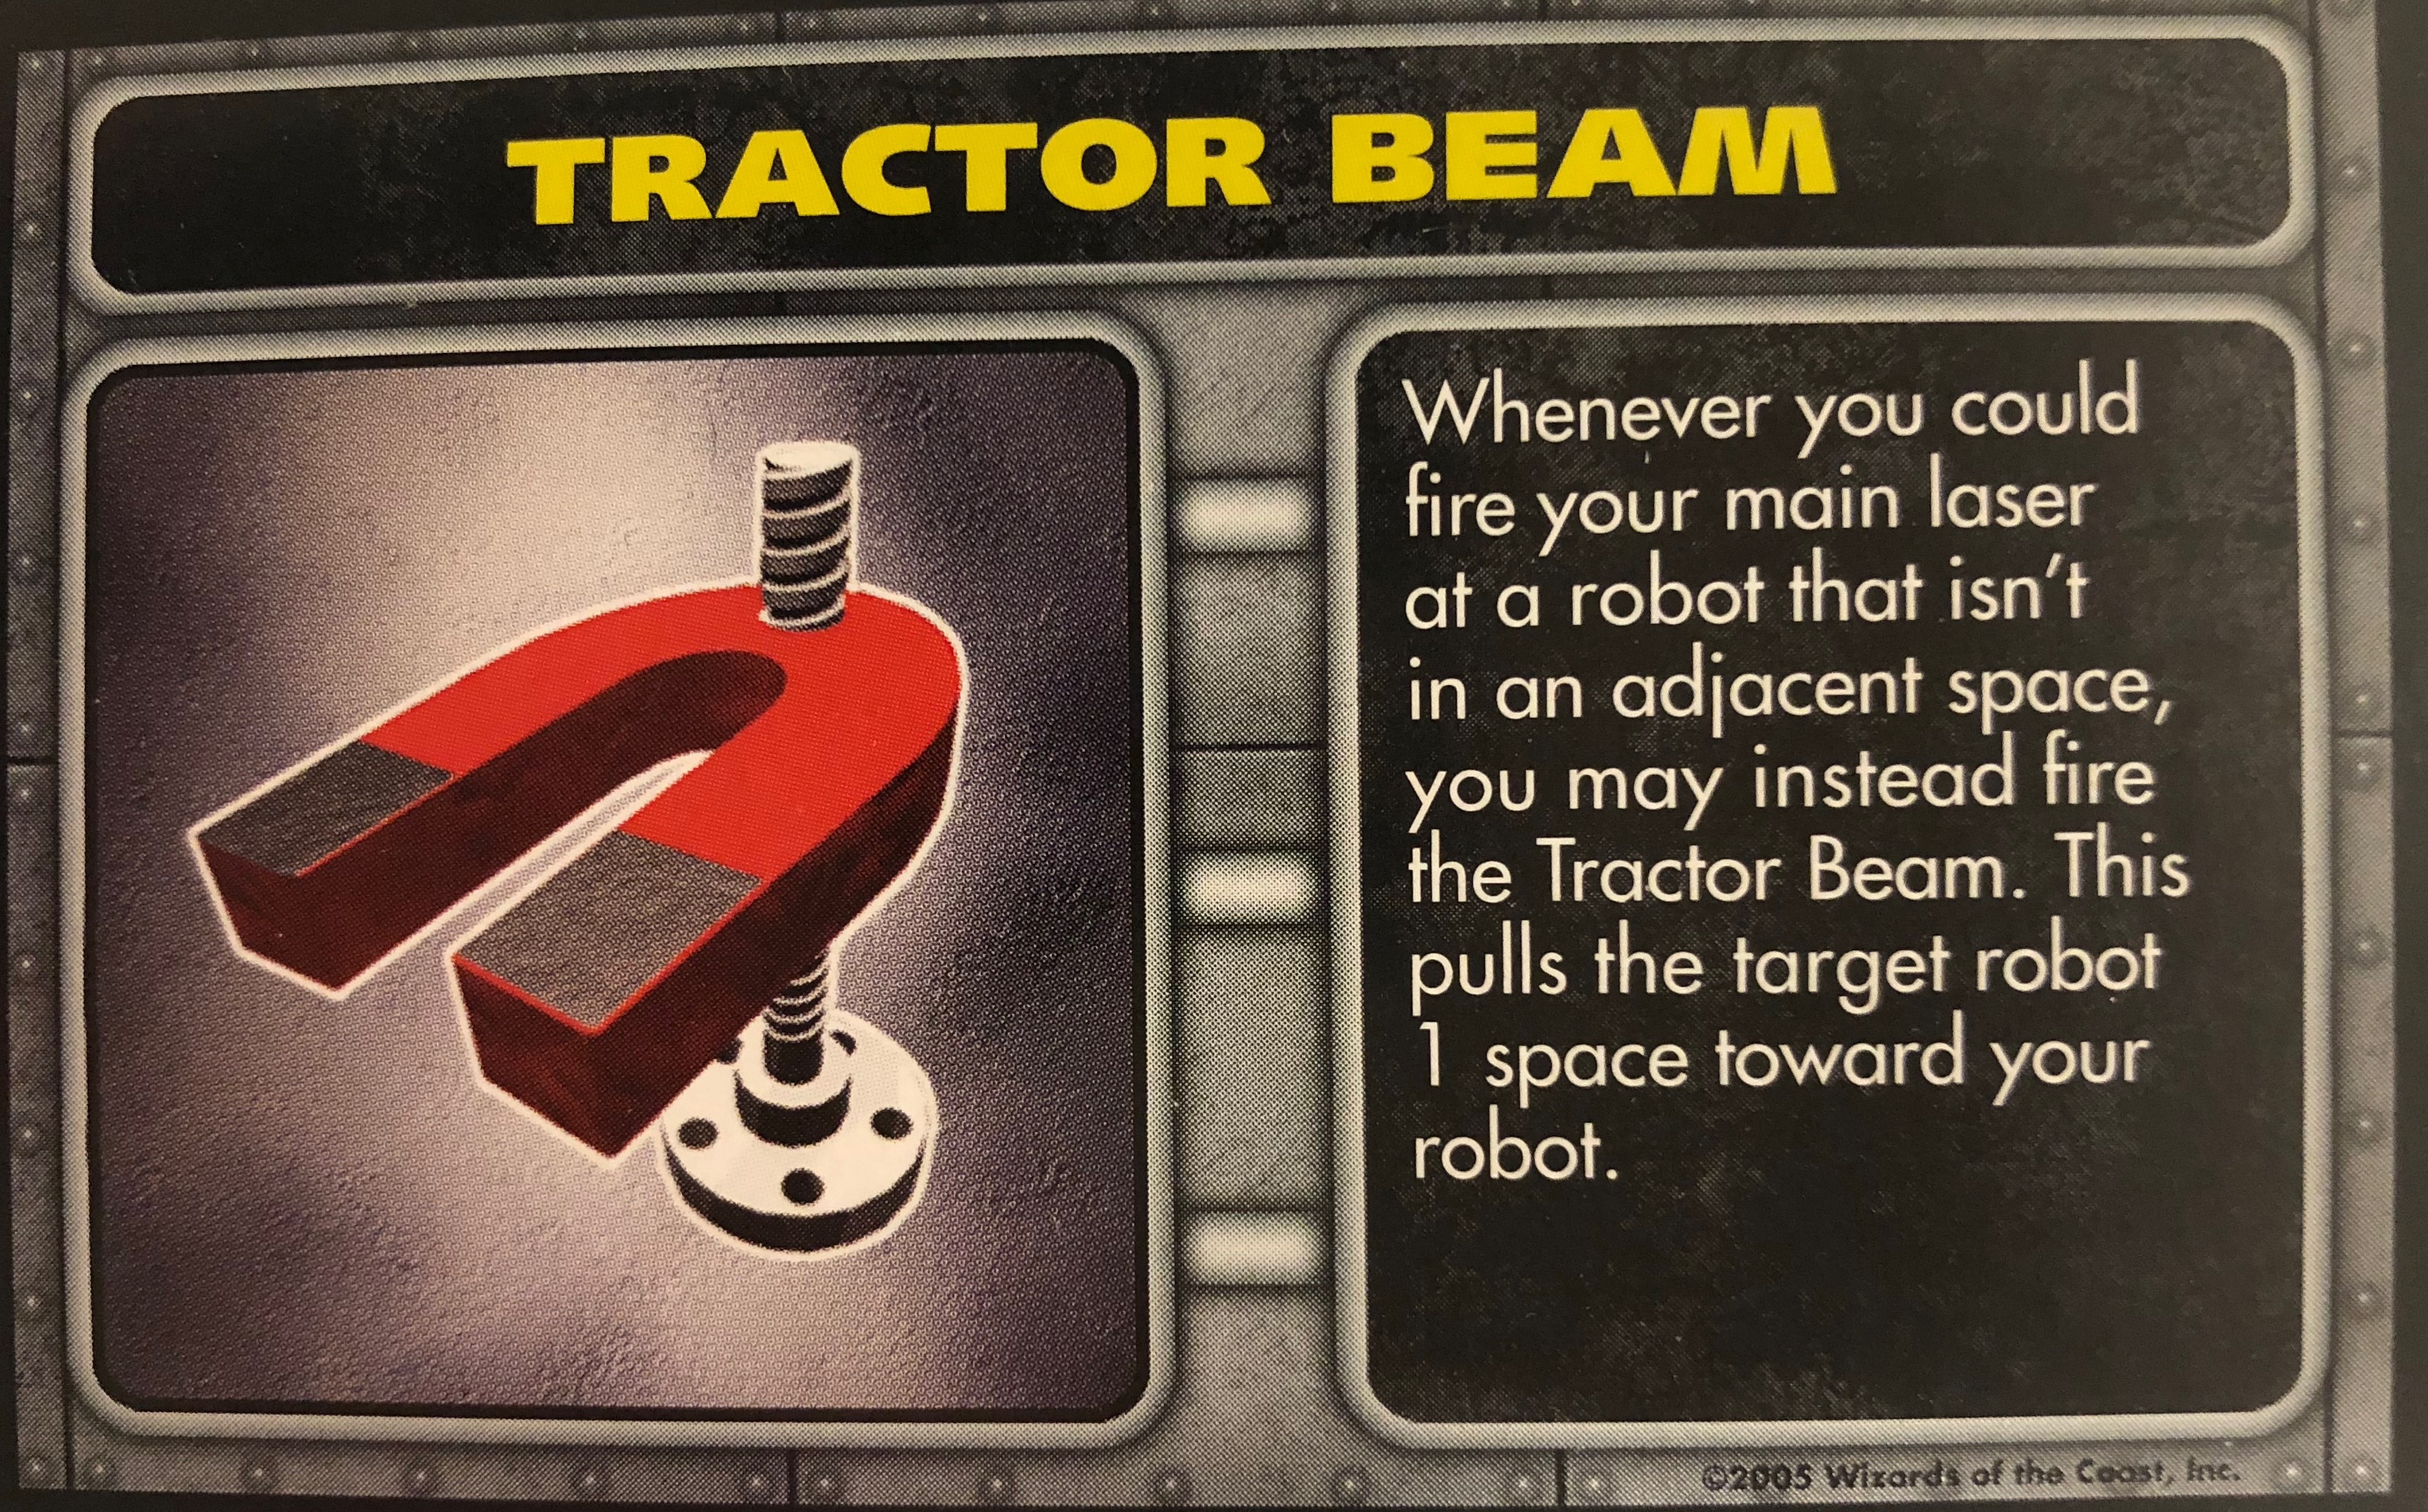 TRACTOR BEAM
Whenever you could
fire your main laser
at a robot that isn't
in an adjacent space,
you may instead fire
the Tractor Beam. This
pulls the target robot
1 space toward your
robot.
©2005 Wizards of the Coast, Inc.